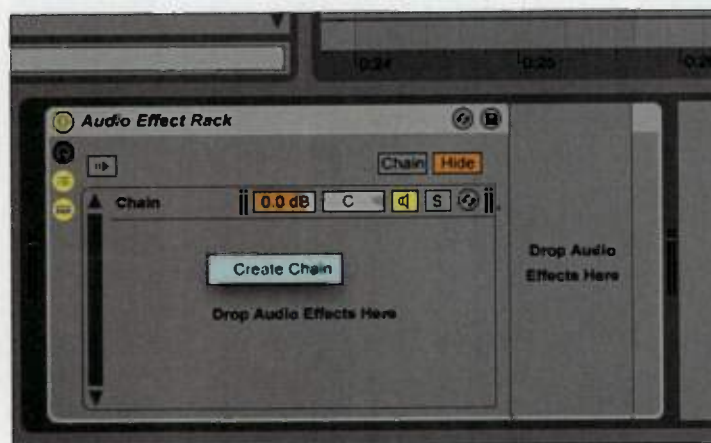 0:24 0:25
Audio Effect Rack
Chain Hide
Chain 0.0 dB C S
Create Chain
Drop Audio Effects Here
Drop Audio
Effects Here